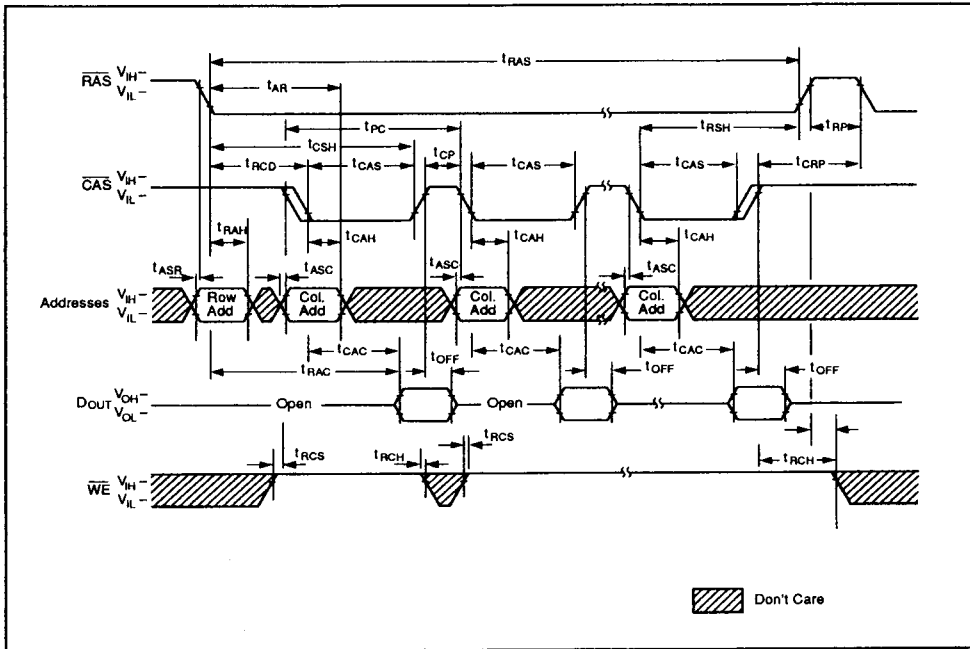 tRAS
RAS VIH–
VIL–
tAR
tPC
tRSH
tRP
tCSH
tCP
tRCD
tCAS
tCAS
tCAS
tCRP
CAS VIH–
VIL–
tRAH
tCAH
tCAH
tCAH
tASR
tASC
tASC
tASC
Addresses VIH–
VIL–
Row Add
Col. Add
Col. Add
Col. Add
tCAC
tOFF
tCAC
tOFF
tCAC
tOFF
tRAC
DOUT VOH–
VOL–
Open
Open
tRCS
tRCH
tRCS
tRCH
WE VIH–
VIL–
Don't Care